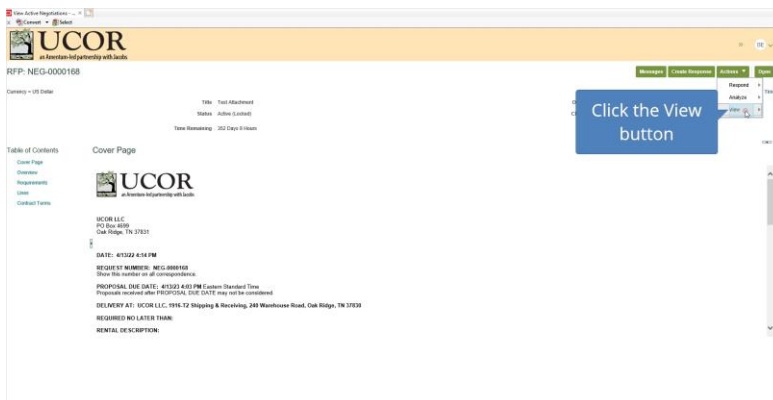 View Active Negotiations - ...
x Convert Select
UCOR
an Amentum-led partnership with Jacobs
RFP: NEG-0000168
Messages Create Response Actions Open
Currency = US Dollar
Respond
Analyze
View
Title Test Attachment
Status Active (Locked)
Time Remaining 352 Days 0 Hours
Click the View
button
Table of Contents
Cover Page
Overview
Requirements
Lines
Contract Terms
Cover Page
UCOR
an Amentum-led partnership with Jacobs
UCOR LLC
PO Box 4699
Oak Ridge, TN 37831
DATE: 4/13/22 4:14 PM
REQUEST NUMBER: NEG-0000168
Show this number on all correspondence.
PROPOSAL DUE DATE: 4/13/23 4:03 PM Eastern Standard Time
Proposals received after PROPOSAL DUE DATE may not be considered.
DELIVERY AT: UCOR LLC, 1916-T2 Shipping & Receiving, 240 Warehouse Road, Oak Ridge, TN 37830
REQUIRED NO LATER THAN:
RENTAL DESCRIPTION: